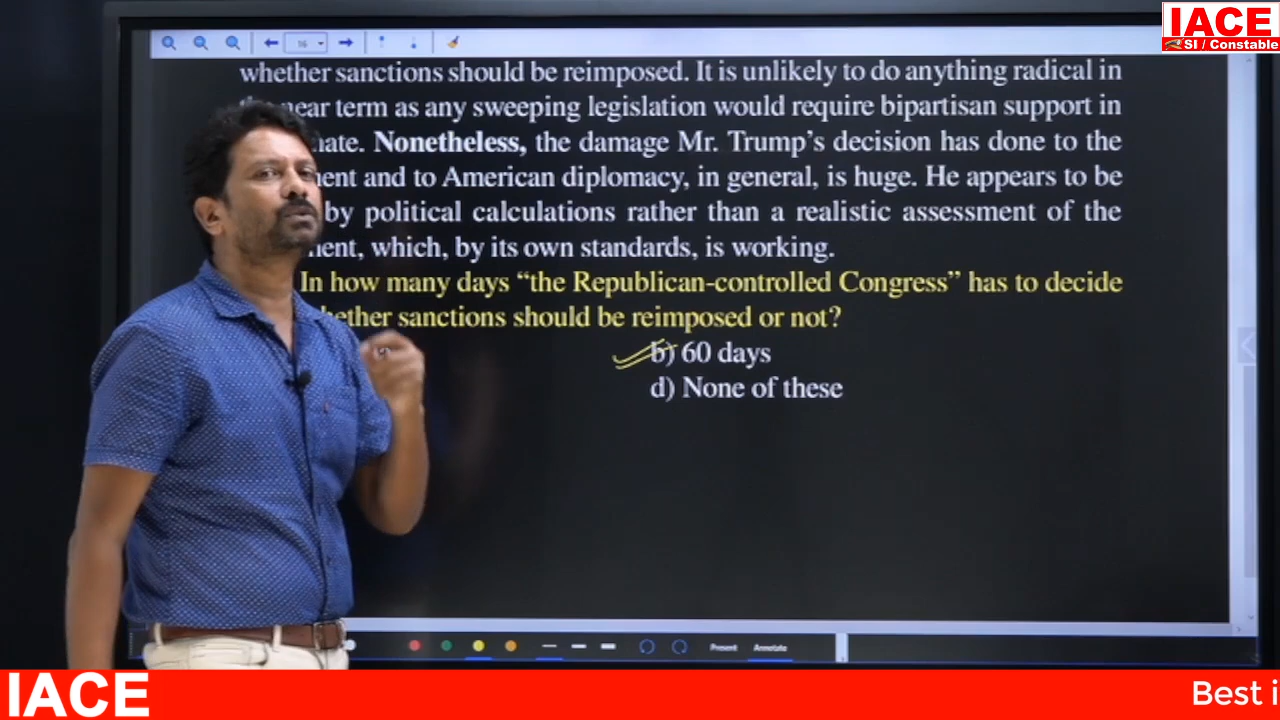 IACE
SI / Constable
16
whether sanctions should be reimposed. It is unlikely to do anything radical in
near term as any sweeping legislation would require bipartisan support in
Nonetheless, the damage Mr. Trump's decision has done to the
and to American diplomacy, in general, is huge. He appears to be
by political calculations rather than a realistic assessment of the
which, by its own standards, is working.
In how many days “the Republican-controlled Congress” has to decide
sanctions should be reimposed or not?
b) 60 days
d) None of these
Present Annotate
IACE
Best i